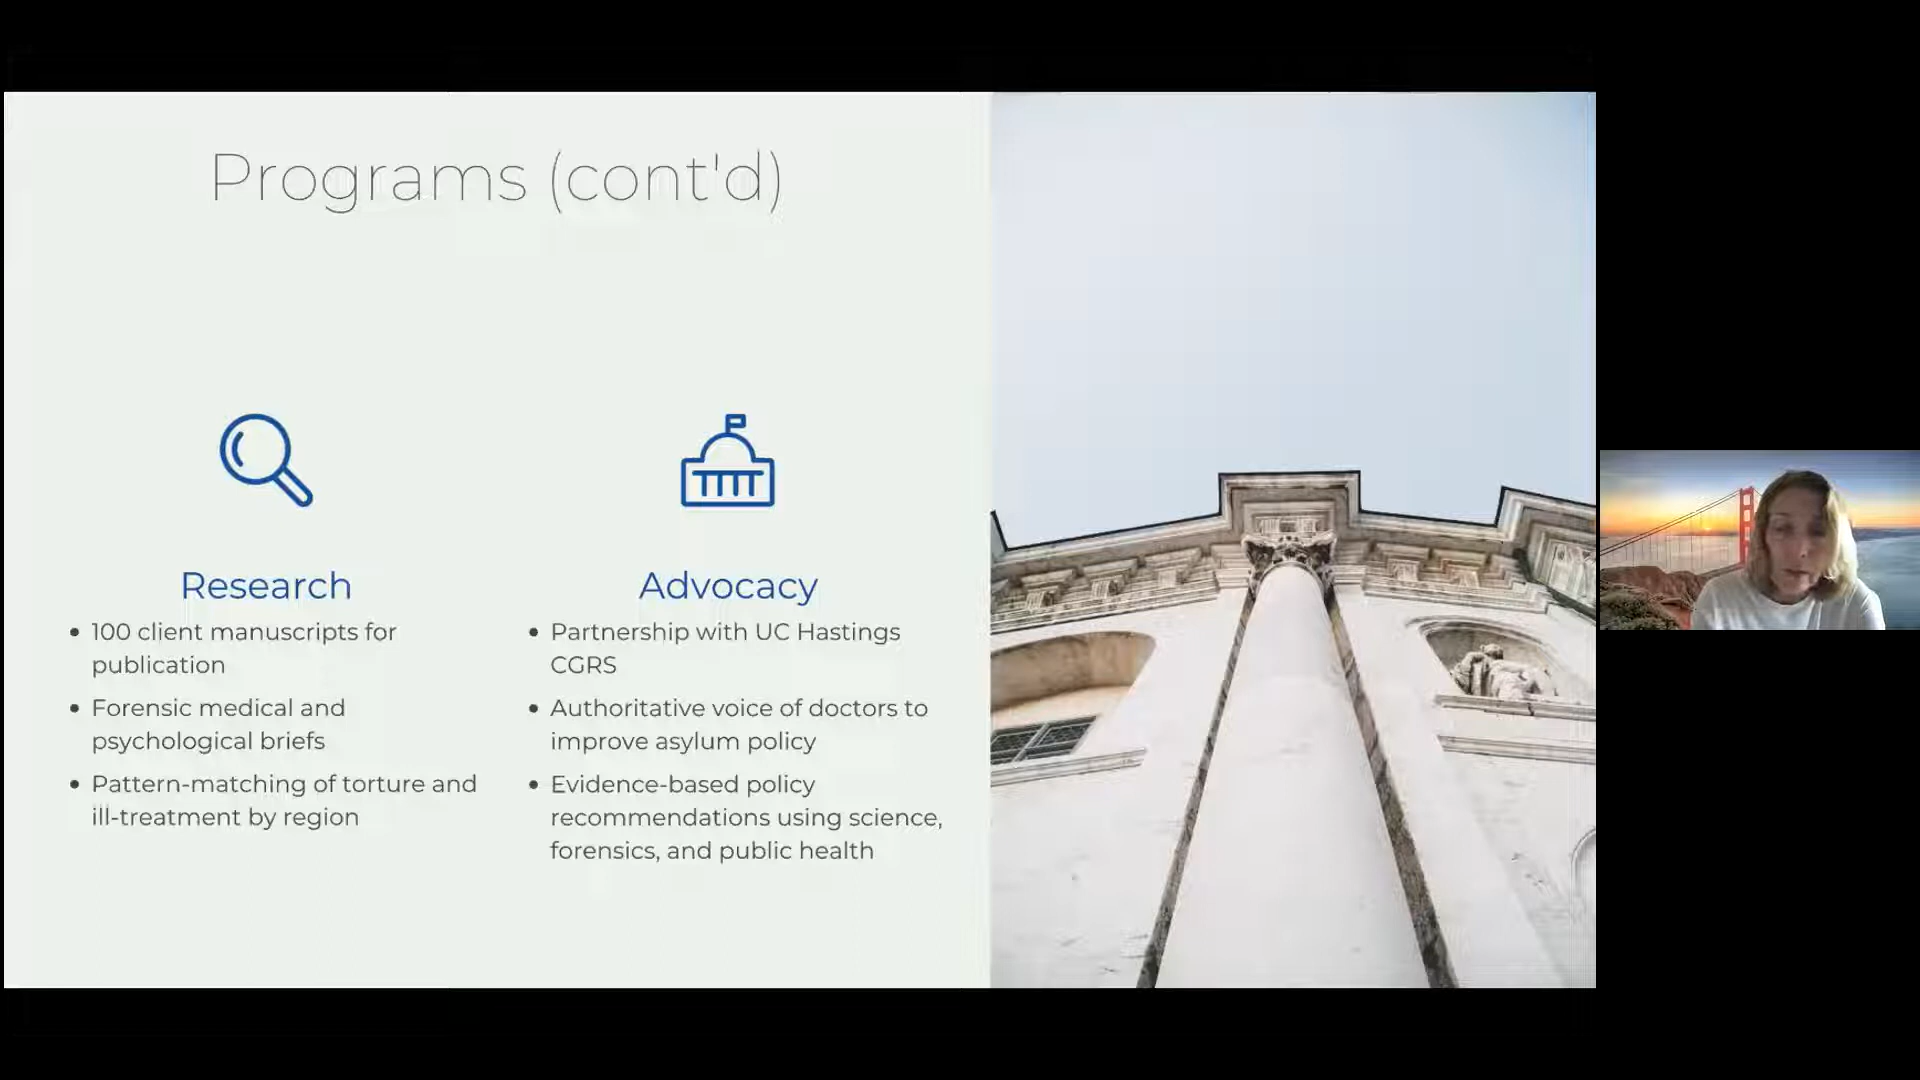 Programs (cont'd)
Research
100 client manuscripts for
publication
Forensic medical and
psychological briefs
Pattern-matching of torture and
ill-treatment by region
Advocacy
Partnership with UC Hastings
CGRS
Authoritative voice of doctors to
improve asylum policy
Evidence-based policy
recommendations using science,
forensics, and public health